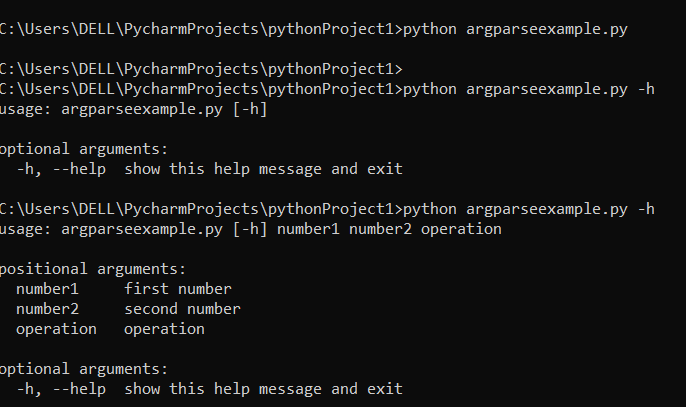 C:\Users\DELL\PycharmProjects\pythonProject1>python argparseexample.py
C:\Users\DELL\PycharmProjects\pythonProject1>
C:\Users\DELL\PycharmProjects\pythonProject1>python argparseexample.py -h
usage: argparseexample.py [-h]
optional arguments:
-h, --help  show this help message and exit
C:\Users\DELL\PycharmProjects\pythonProject1>python argparseexample.py -h
usage: argparseexample.py [-h] number1 number2 operation
positional arguments:
number1     first number
number2     second number
operation   operation
optional arguments:
-h, --help  show this help message and exit